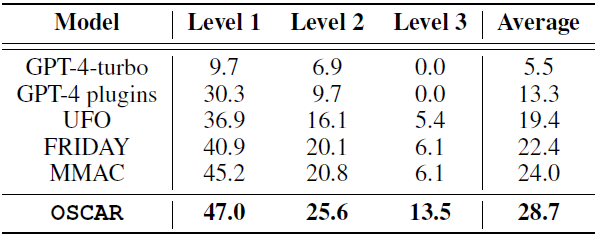 Model Level 1 Level 2 Level 3 Average
GPT-4-turbo 9.7 6.9 0.0 5.5
GPT-4 plugins 30.3 9.7 0.0 13.3
UFO 36.9 16.1 5.4 19.4
FRIDAY 40.9 20.1 6.1 22.4
MMAC 45.2 20.8 6.1 24.0
OSCAR 47.0 25.6 13.5 28.7